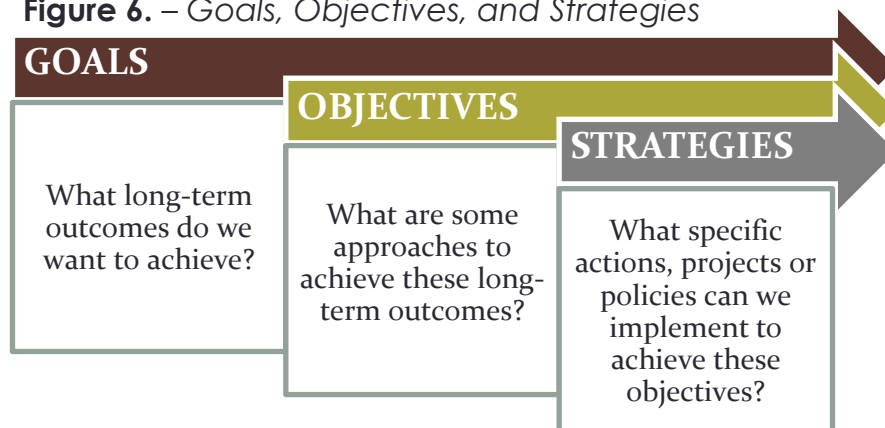 Figure 6. – Goals, Objectives, and Strategies
GOALS
What long-term
outcomes do we
want to achieve?
OBJECTIVES
What are some
approaches to
achieve these long-
term outcomes?
STRATEGIES
What specific
actions, projects or
policies can we
implement to
achieve these
objectives?